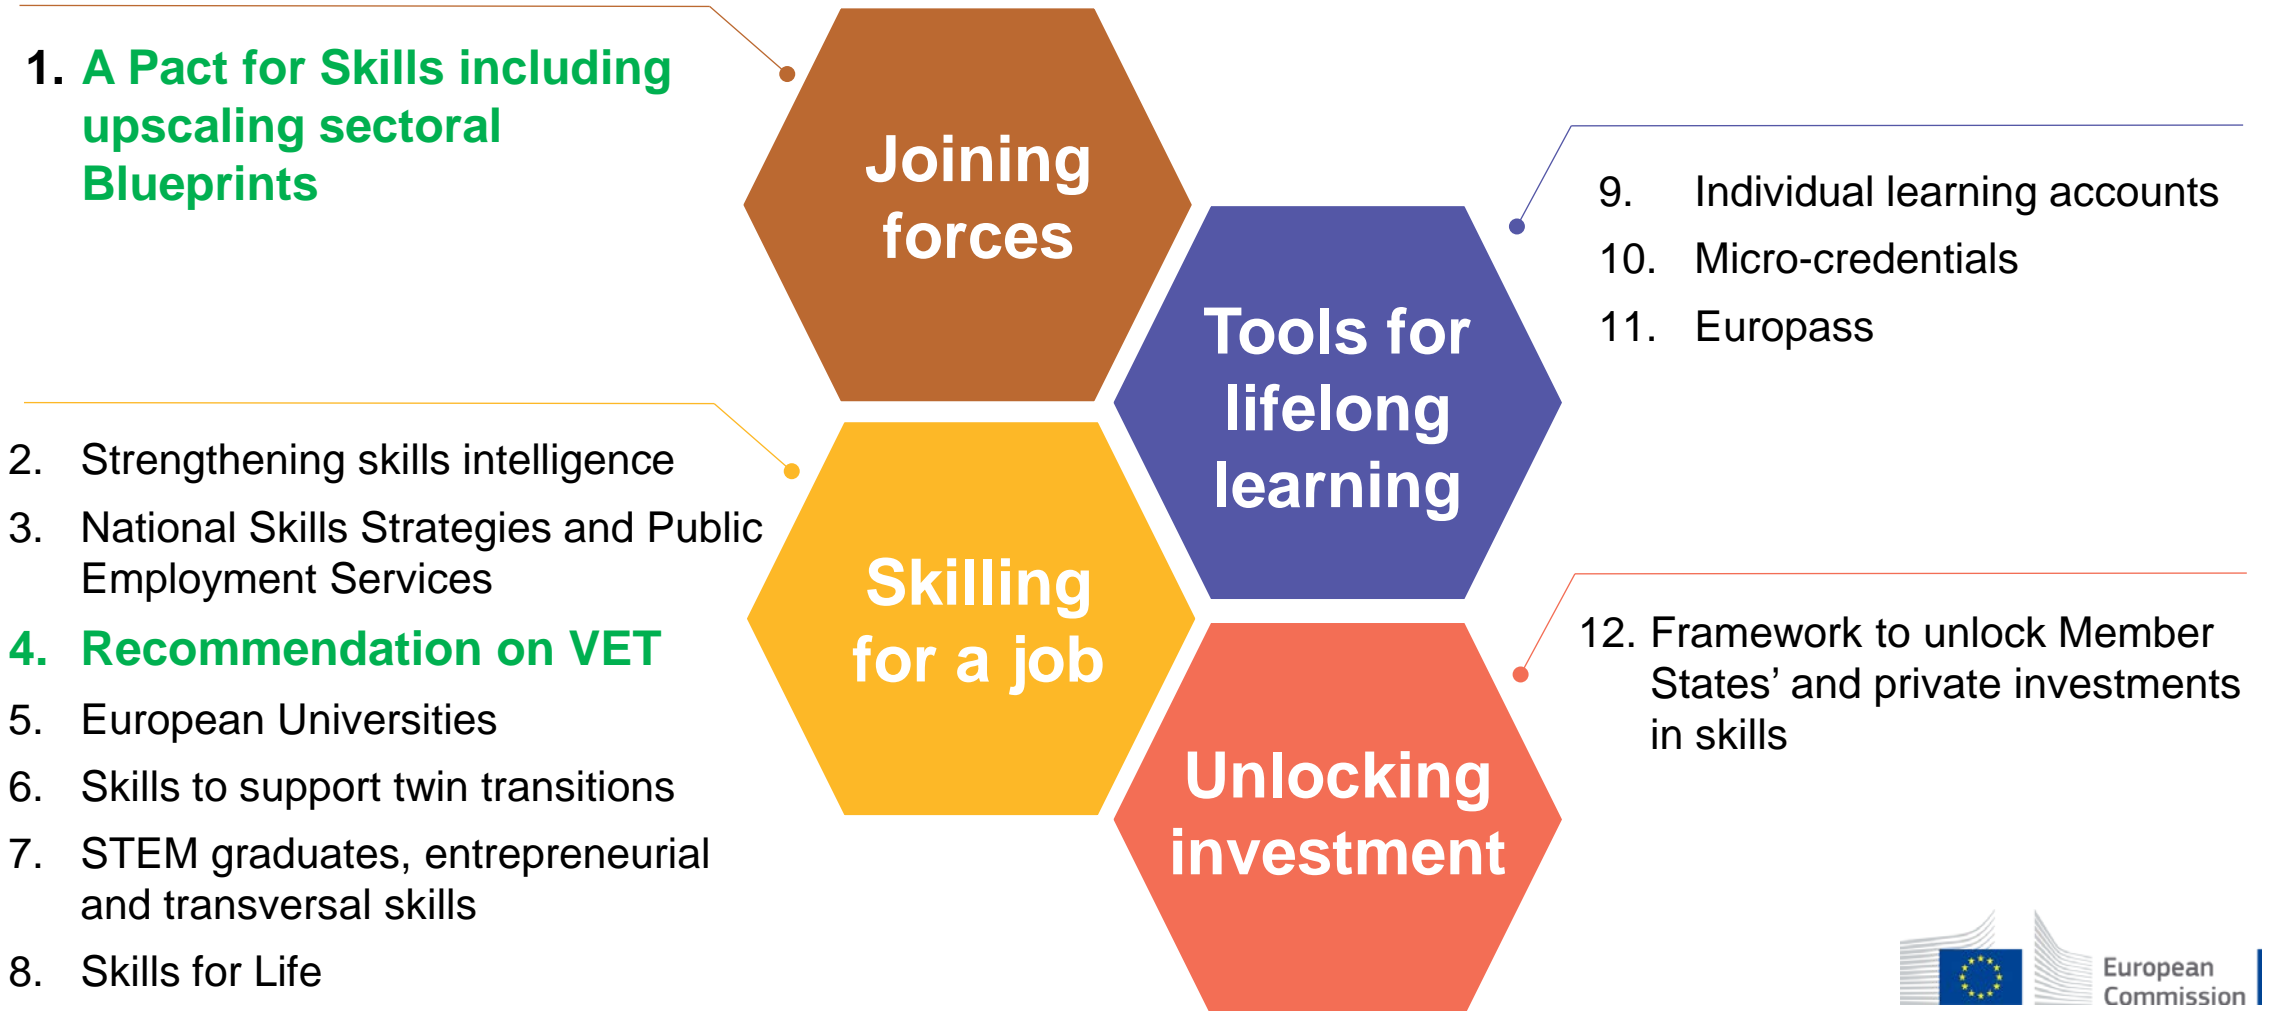 1. A Pact for Skills including
upscaling sectoral
Blueprints
Joining
forces
2. Strengthening skills intelligence
3. National Skills Strategies and Public
Employment Services
4. Recommendation on VET
5. European Universities
6. Skills to support twin transitions
7. STEM graduates, entrepreneurial
and transversal skills
8. Skills for Life
Skilling
for a job
Tools for
lifelong
learning
9. Individual learning accounts
10. Micro-credentials
11. Europass
Unlocking
investment
12. Framework to unlock Member
States’ and private investments
in skills
European
Commission